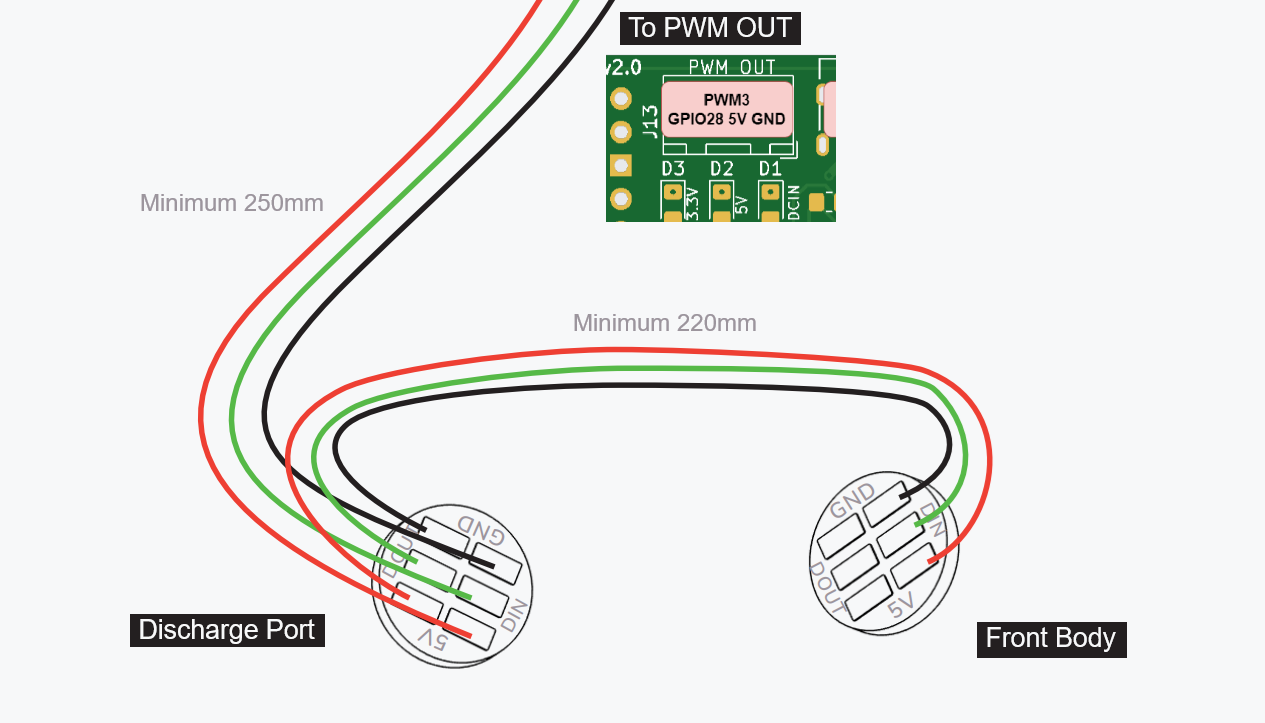 To PWM OUT
v2.0
PWM OUT
PWM3
GPIO28 5V GND
J13
D3 D2 D1
3.3V
5V
DCIN
Minimum 250mm
Minimum 220mm
GND
DOUT
DIN
5V
Discharge Port
GND
DIN
DOUT
5V
Front Body